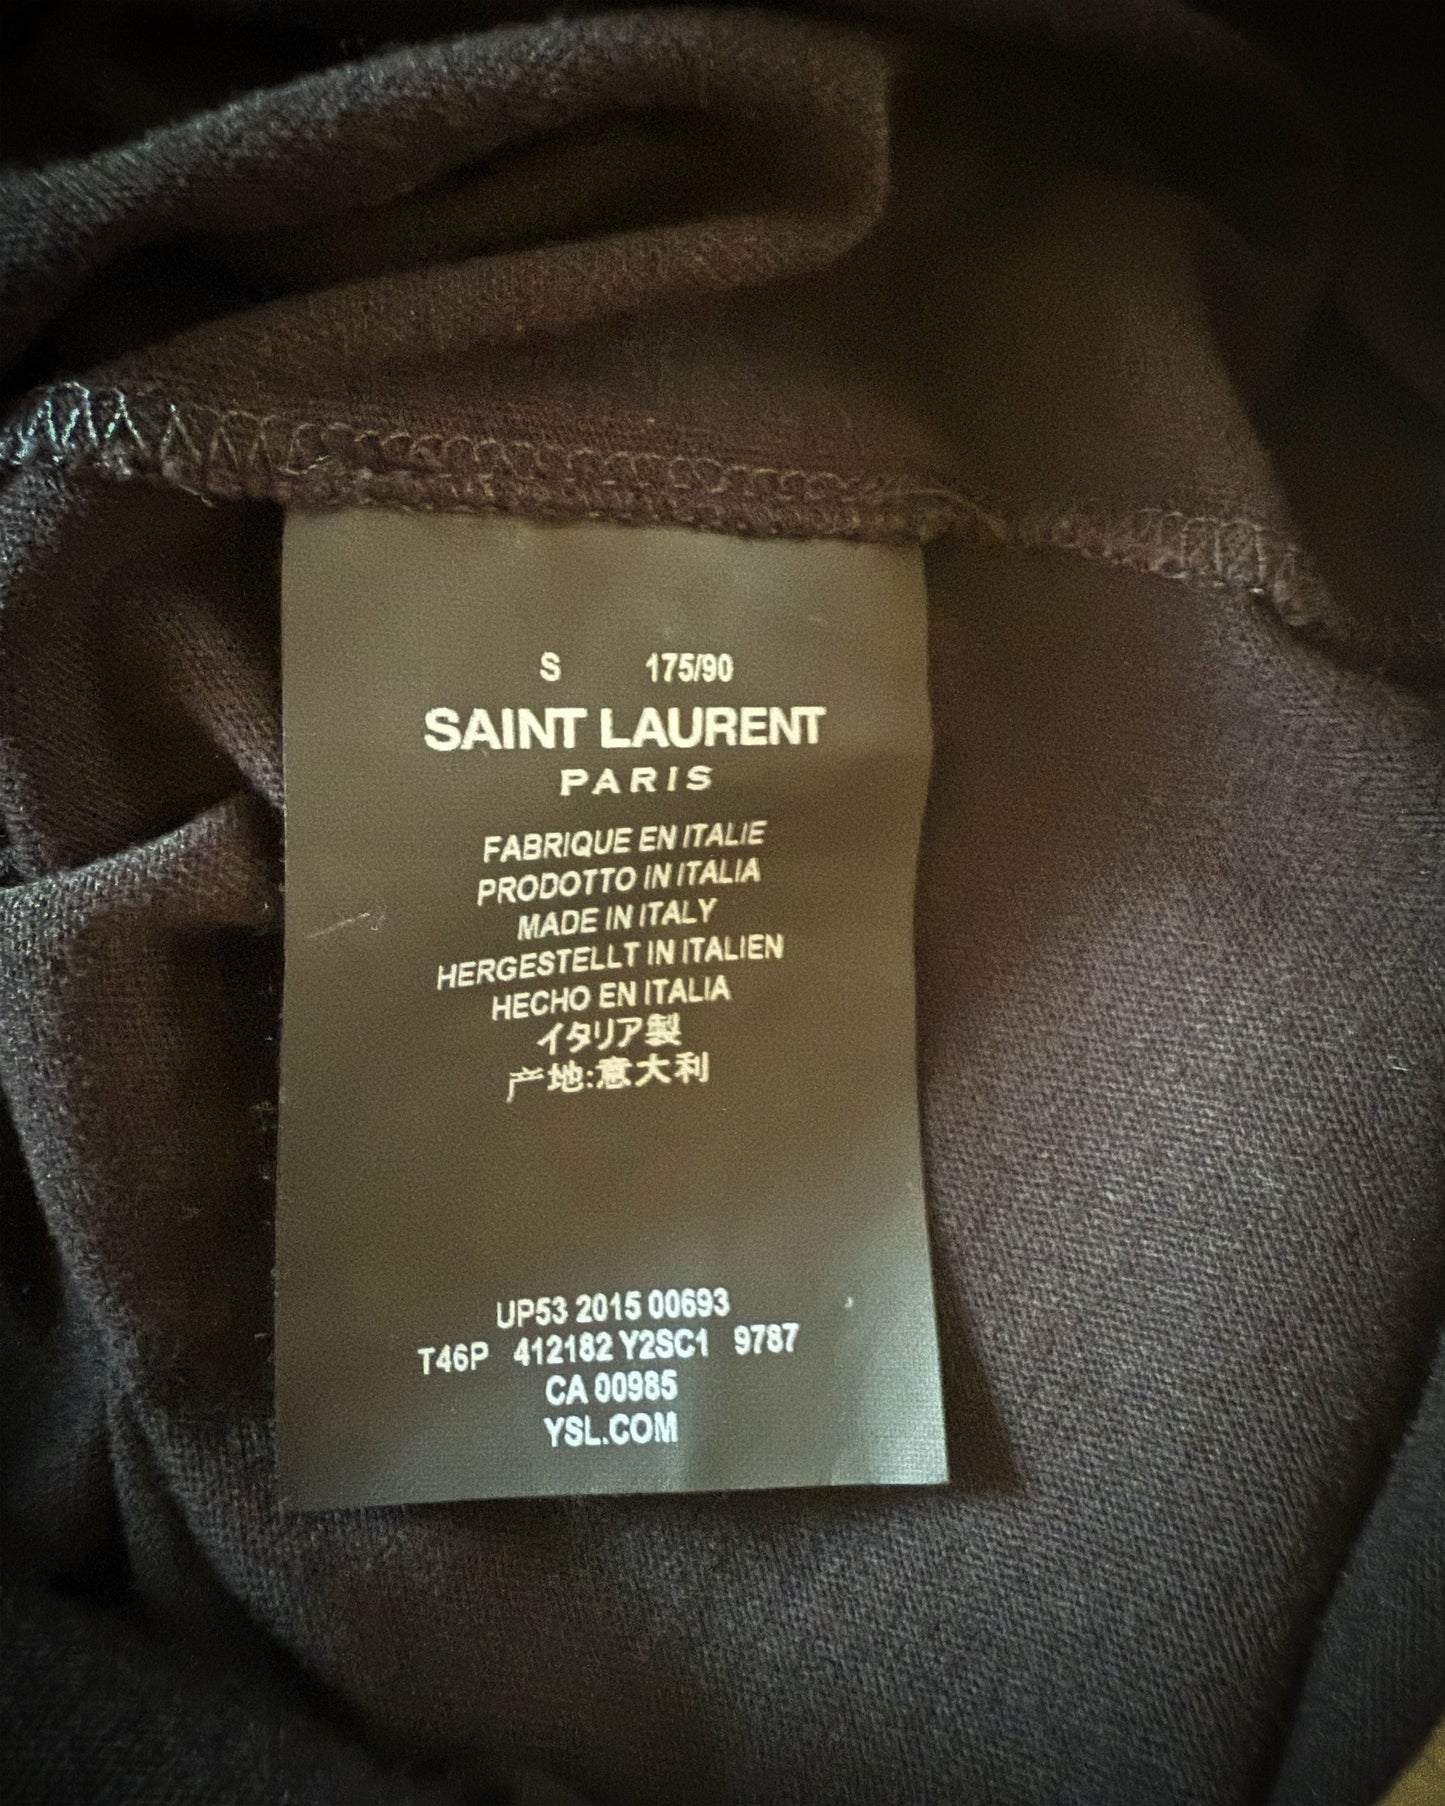 S 175/90
SAINT LAURENT
PARIS
FABRIQUE EN ITALIE
PRODOTTO IN ITALIA
MADE IN ITALY
HERGESTELLT IN ITALIEN
HECHO EN ITALIA
イタリア製
产地:意大利
UP53 2015 00693
T46P 412182 Y2SC1 9787
CA 00985
YSL.COM